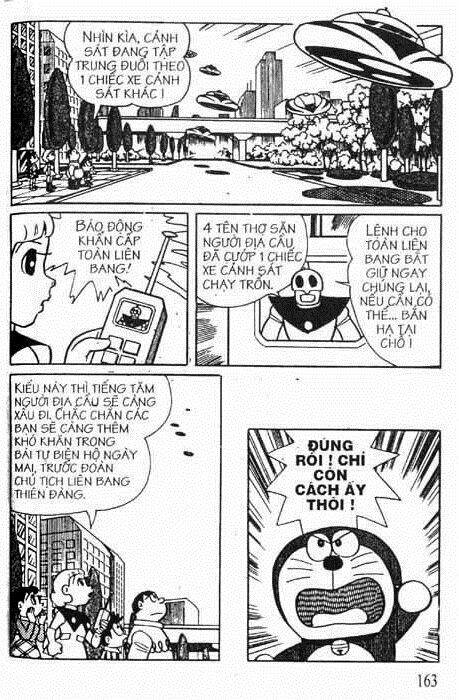 NHÌN KÌA, CẢNH
SÁT ĐANG TẬP
TRUNG ĐUỔI THEO
1 CHIẾC XE CẢNH
SÁT KHÁC!
BÁO ĐỘNG
KHẨN CẤP
TOÀN LIÊN
BANG!
4 TÊN THỢ SĂN
NGƯỜI ĐỊA CẦU
ĐÃ CƯỚP 1 CHIẾC
XE CẢNH SÁT
CHẠY TRỐN.
LỆNH CHO
TOÀN LIÊN
BANG BẮT
GIỮ NGAY
CHÚNG LẠI,
NẾU CẦN CÓ
THỂ... BẮN
HẠ TẠI
CHỖ!
KIỂU NÀY THÌ TIẾNG TĂM
NGƯỜI ĐỊA CẦU SẼ CÀNG
XẤU ĐI. CHẮC CHẮN CÁC
BẠN SẼ CÀNG THÊM
KHÓ KHĂN TRONG
BÀI TỰ BIỆN HỘ NGÀY
MAI, TRƯỚC ĐOÀN
CHỦ TỊCH LIÊN BANG
THIÊN ĐÀNG.
ĐÚNG
RỒI! CHỈ
CÒN
CÁCH ẤY
THÔI!
163